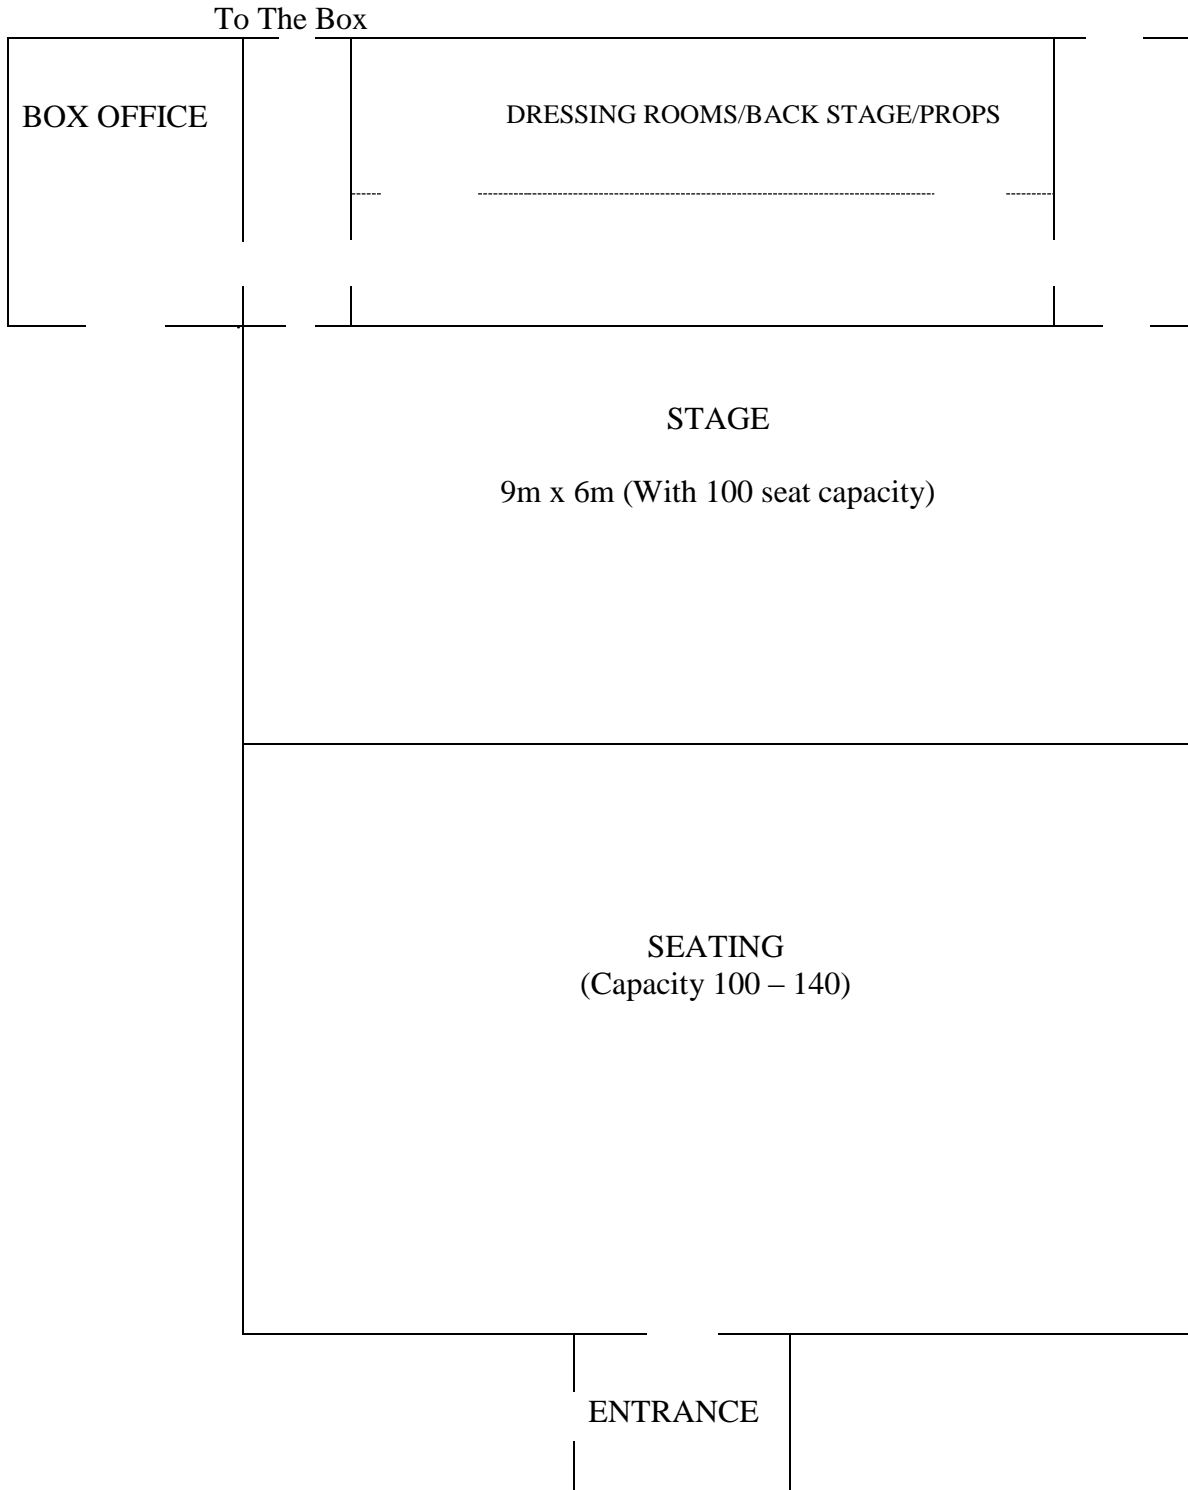 To The Box
BOX OFFICE
DRESSING ROOMS/BACK STAGE/PROPS
STAGE
9m x 6m (With 100 seat capacity)
SEATING
(Capacity 100 – 140)
ENTRANCE